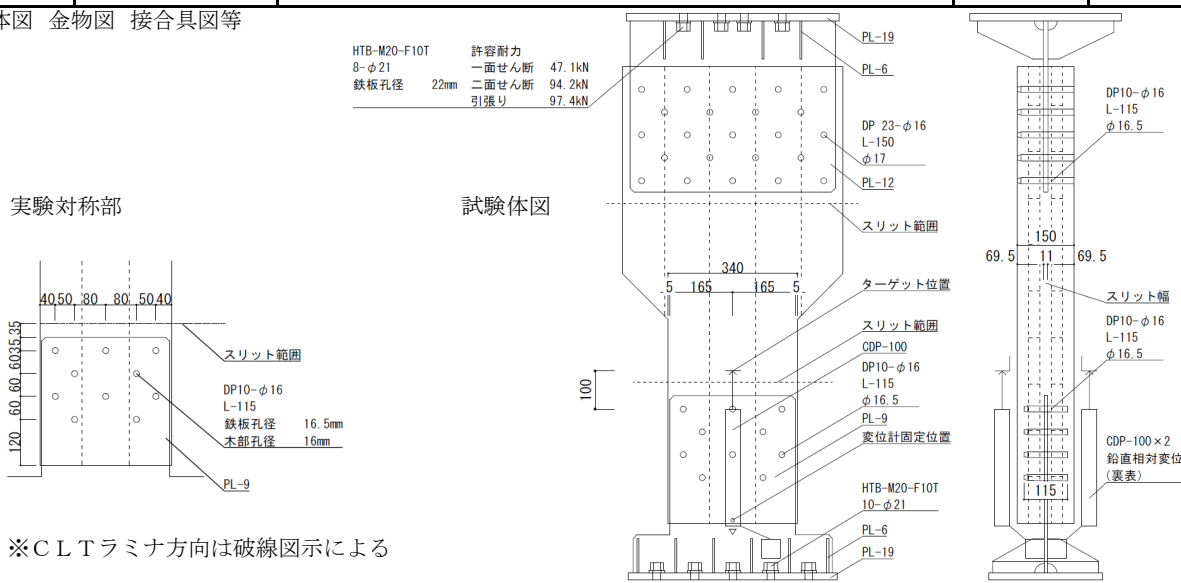 体図 金物図 接合具図等
HTB-M20-F10T 許容耐力
8-φ21 一面せん断 47.1kN
鉄板孔径 22mm 二面せん断 94.2kN
引張り 97.4kN
PL-19
PL-6
DP 23-φ16
L-150
φ17
PL-12
スリット範囲
DP10-φ16
L-115
φ16.5
実験対称部
試験体図
150
69.5 11 69.5
スリット幅
340
5 165 165 5
ターゲット位置
スリット範囲
CDP-100
DP10-φ16
L-115
φ16.5
PL-9
変位計固定位置
100
HTB-M20-F10T
10-φ21
PL-6
PL-19
DP10-φ16
L-115
φ16.5
CDP-100×2
鉛直相対変位
(裏表)
115
40 50 80 80 50 40
35
35
60
60
60
120
スリット範囲
DP10-φ16
L-115
鉄板孔径 16.5mm
木部孔径 16mm
PL-9
※CLTラミナ方向は破線図示による